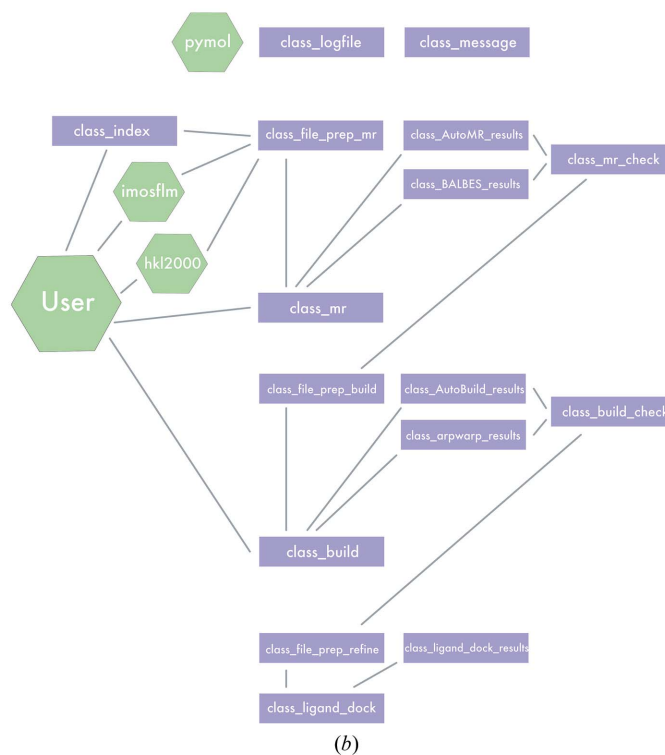 pymol
class_logfile
class_message
class_index
class_file_prep_mr
class_AutoMR_results
class_mr_check
imosflm
class_BALBES_results
hkl2000
User
class_mr
class_file_prep_build
class_AutoBuild_results
class_build_check
class_arpwarp_results
class_build
class_file_prep_refine
class_ligand_dock_results
class_ligand_dock
(b)